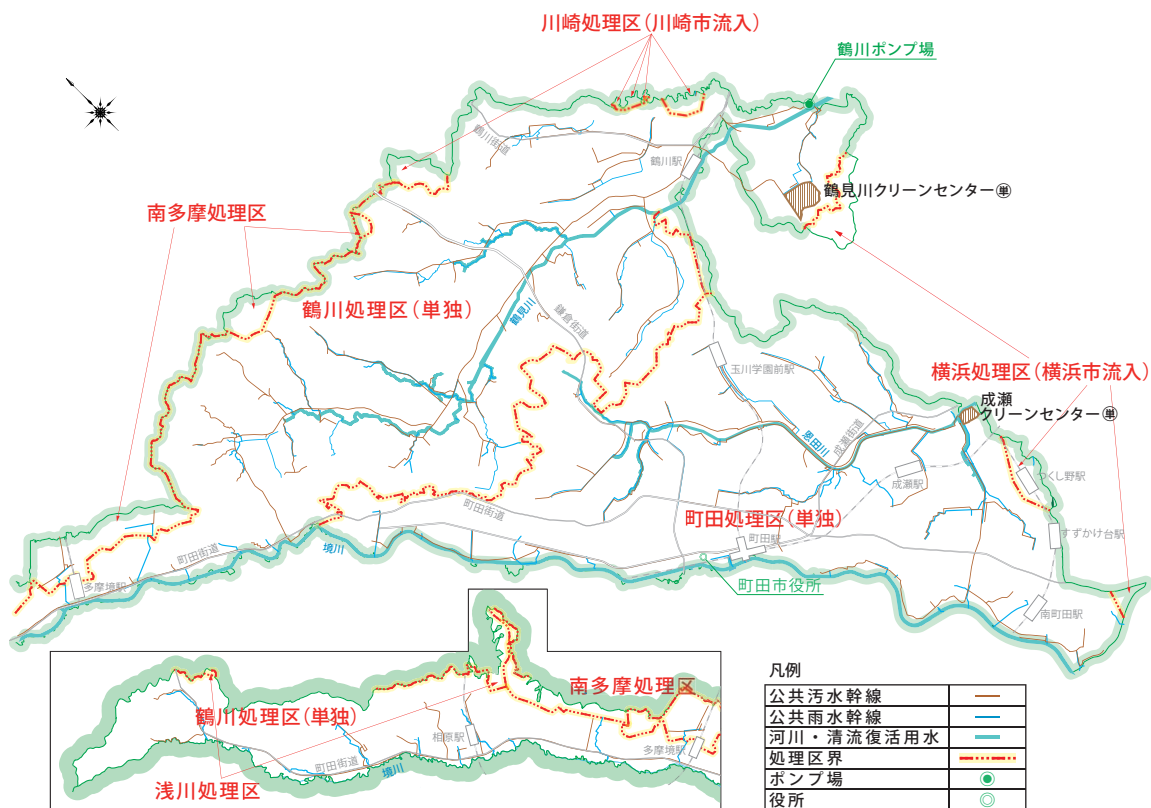 川崎処理区(川崎市流入)
鶴川ポンプ場
鶴川街道
鶴川駅
鶴見川クリーンセンター㊥
南多摩処理区
鶴川処理区(単独)
鶴見川
鎌倉街道
玉川学園前駅
横浜処理区(横浜市流入)
成瀬
クリーンセンター㊥
恩田川
成瀬街道
成瀬駅
つくし野駅
町田街道
町田処理区(単独)
町田駅
すずかけ台駅
町田街道
境川
多摩境駅
町田市役所
南町田駅
南多摩処理区
鶴川処理区(単独)
相原駅
多摩境駅
町田街道
境川
浅川処理区
凡例
公共汚水幹線
公共雨水幹線
河川・清流復活用水
処理区界
ポンプ場
役所